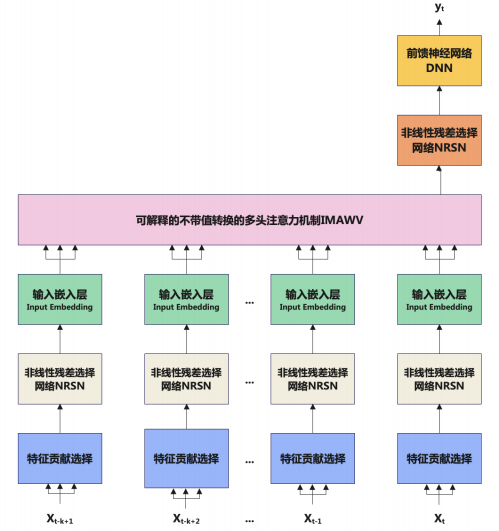 yt
前馈神经网络
DNN
非线性残差选择
网络NRSN
可解释的不带值转换的多头注意力机制IMAWV
输入嵌入层
Input Embedding
输入嵌入层
Input Embedding
...
输入嵌入层
Input Embedding
输入嵌入层
Input Embedding
非线性残差选择
网络NRSN
非线性残差选择
网络NRSN
...
非线性残差选择
网络NRSN
非线性残差选择
网络NRSN
特征贡献选择
特征贡献选择
...
特征贡献选择
特征贡献选择
Xt-k+1
Xt-k+2
...
Xt-1
Xt